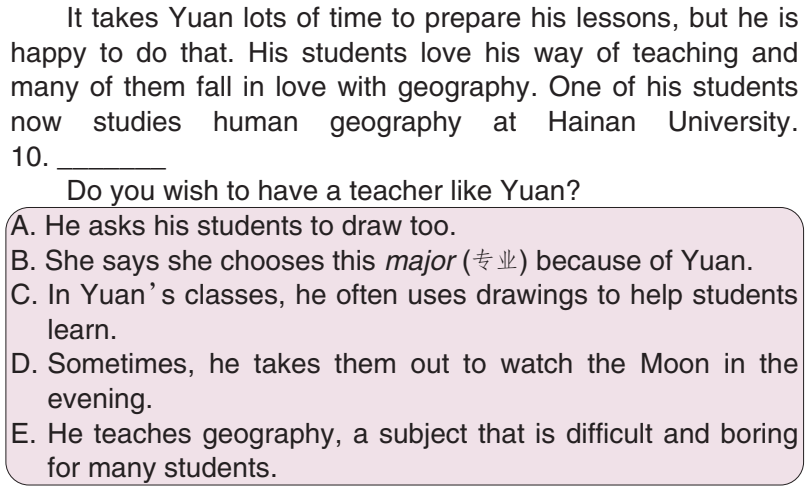 It takes Yuan lots of time to prepare his lessons, but he is
happy to do that. His students love his way of teaching and
many of them fall in love with geography. One of his students
now studies human geography at Hainan University.
10. _______
Do you wish to have a teacher like Yuan?
A. He asks his students to draw too.
B. She says she chooses this major (专业) because of Yuan.
C. In Yuan's classes, he often uses drawings to help students
learn.
D. Sometimes, he takes them out to watch the Moon in the
evening.
E. He teaches geography, a subject that is difficult and boring
for many students.